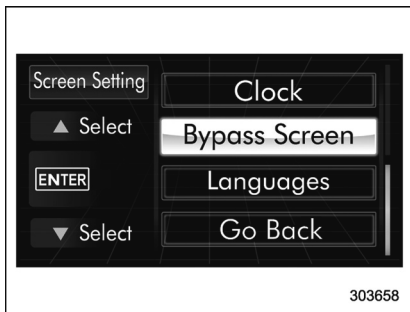 Screen Setting
Clock
▲ Select
Bypass Screen
ENTER
Languages
▼ Select
Go Back
303658